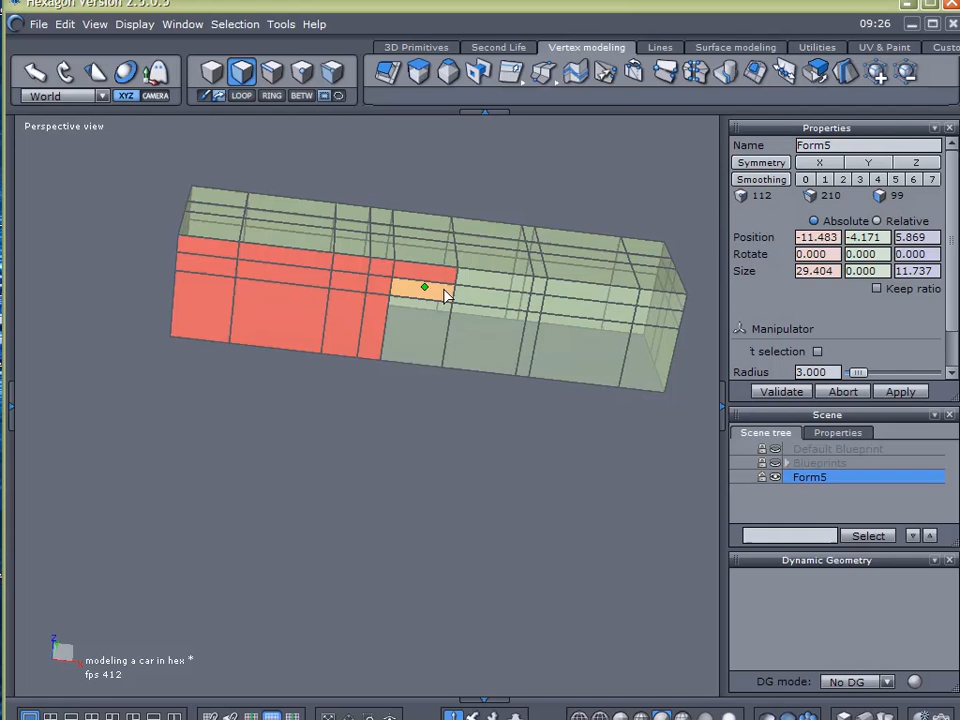 Hexagon Version 2.5.0.5
File Edit View Display Window Selection Tools Help 09:26
3D Primitives Second Life Vertex modeling Lines Surface modeling Utilities UV & Paint Custo
World XYZ CAMERA LOOP RING BETW
Perspective view
Properties
Name Form5
Symmetry X Y Z
Smoothing 0 1 2 3 4 5 6 7
112 210 99
Absolute Relative
Position -11.483 -4.171 5.869
Rotate 0.000 0.000 0.000
Size 29.404 0.000 11.737
Keep ratio
Manipulator
't selection
Radius 3.000
Validate Abort Apply
Scene
Scene tree Properties
Default Blueprint
Blueprints
Form5
Select
Dynamic Geometry
z
x
modeling a car in hex *
fps 412
DG mode: No DG